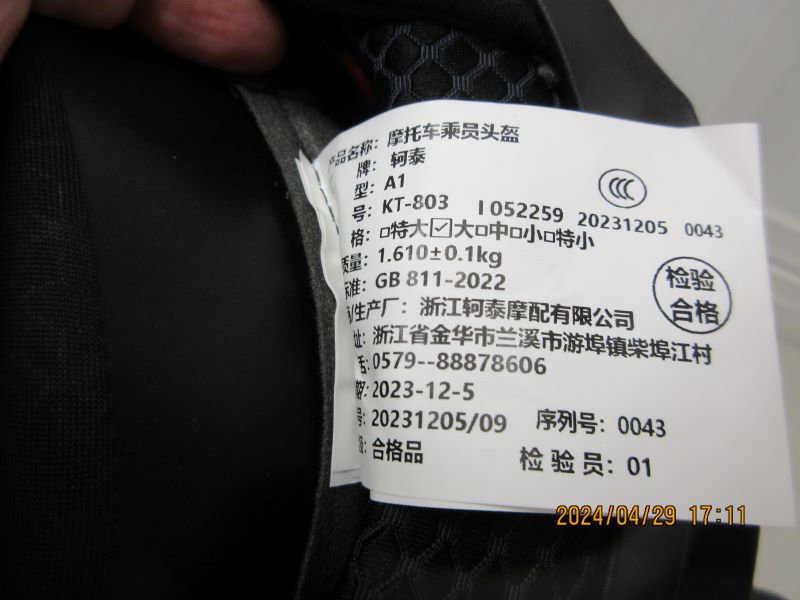 产品名称：摩托车乘员头盔
牌：轲泰
型：A1
号：KT-803 I 052259 20231205 0043
格：□特大☑大□中□小□特小
质量：1.610±0.1kg
标准：GB 811-2022
检验
合格
/生产厂：浙江轲泰摩配有限公司
址：浙江省金华市兰溪市游埠镇柴埠江村
话：0579--88878606
期：2023-12-5
号：20231205/09 序列号：0043
合格品 检验员：01
2024/04/29 17:11